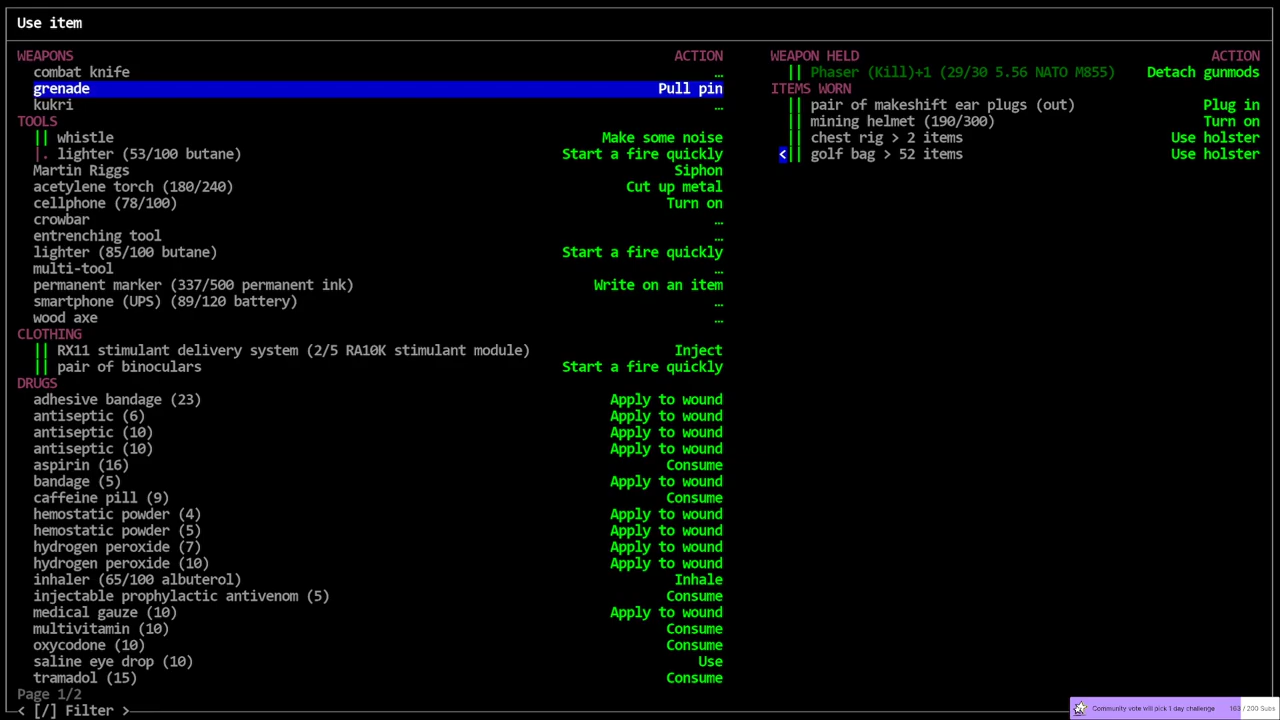 Use item
WEAPONS ACTION
combat knife …
grenade Pull pin
kukri …
TOOLS
|| whistle Make some noise
|. lighter (53/100 butane) Start a fire quickly
Martin Riggs Siphon
acetylene torch (180/240) Cut up metal
cellphone (78/100) Turn on
crowbar …
entrenching tool …
lighter (85/100 butane) Start a fire quickly
multi-tool …
permanent marker (337/500 permanent ink) Write on an item
smartphone (UPS) (89/120 battery) …
wood axe …
CLOTHING
|| RX11 stimulant delivery system (2/5 RA10K stimulant module) Inject
|| pair of binoculars Start a fire quickly
DRUGS
adhesive bandage (23) Apply to wound
antiseptic (6) Apply to wound
antiseptic (10) Apply to wound
antiseptic (10) Apply to wound
aspirin (16) Consume
bandage (5) Apply to wound
caffeine pill (9) Consume
hemostatic powder (4) Apply to wound
hemostatic powder (5) Apply to wound
hydrogen peroxide (7) Apply to wound
hydrogen peroxide (10) Apply to wound
inhaler (65/100 albuterol) Inhale
injectable prophylactic antivenom (5) Consume
medical gauze (10) Apply to wound
multivitamin (10) Consume
oxycodone (10) Consume
saline eye drop (10) Use
tramadol (15) Consume
Page 1/2
< [/] Filter >
WEAPON HELD ACTION
|| Phaser (Kill)+1 (29/30 5.56 NATO M855) Detach gunmods
ITEMS WORN
|| pair of makeshift ear plugs (out) Plug in
|| mining helmet (190/300) Turn on
|| chest rig > 2 items Use holster
<|| golf bag > 52 items Use holster
Community vote will pick 1 day challenge 163 / 200 Subs